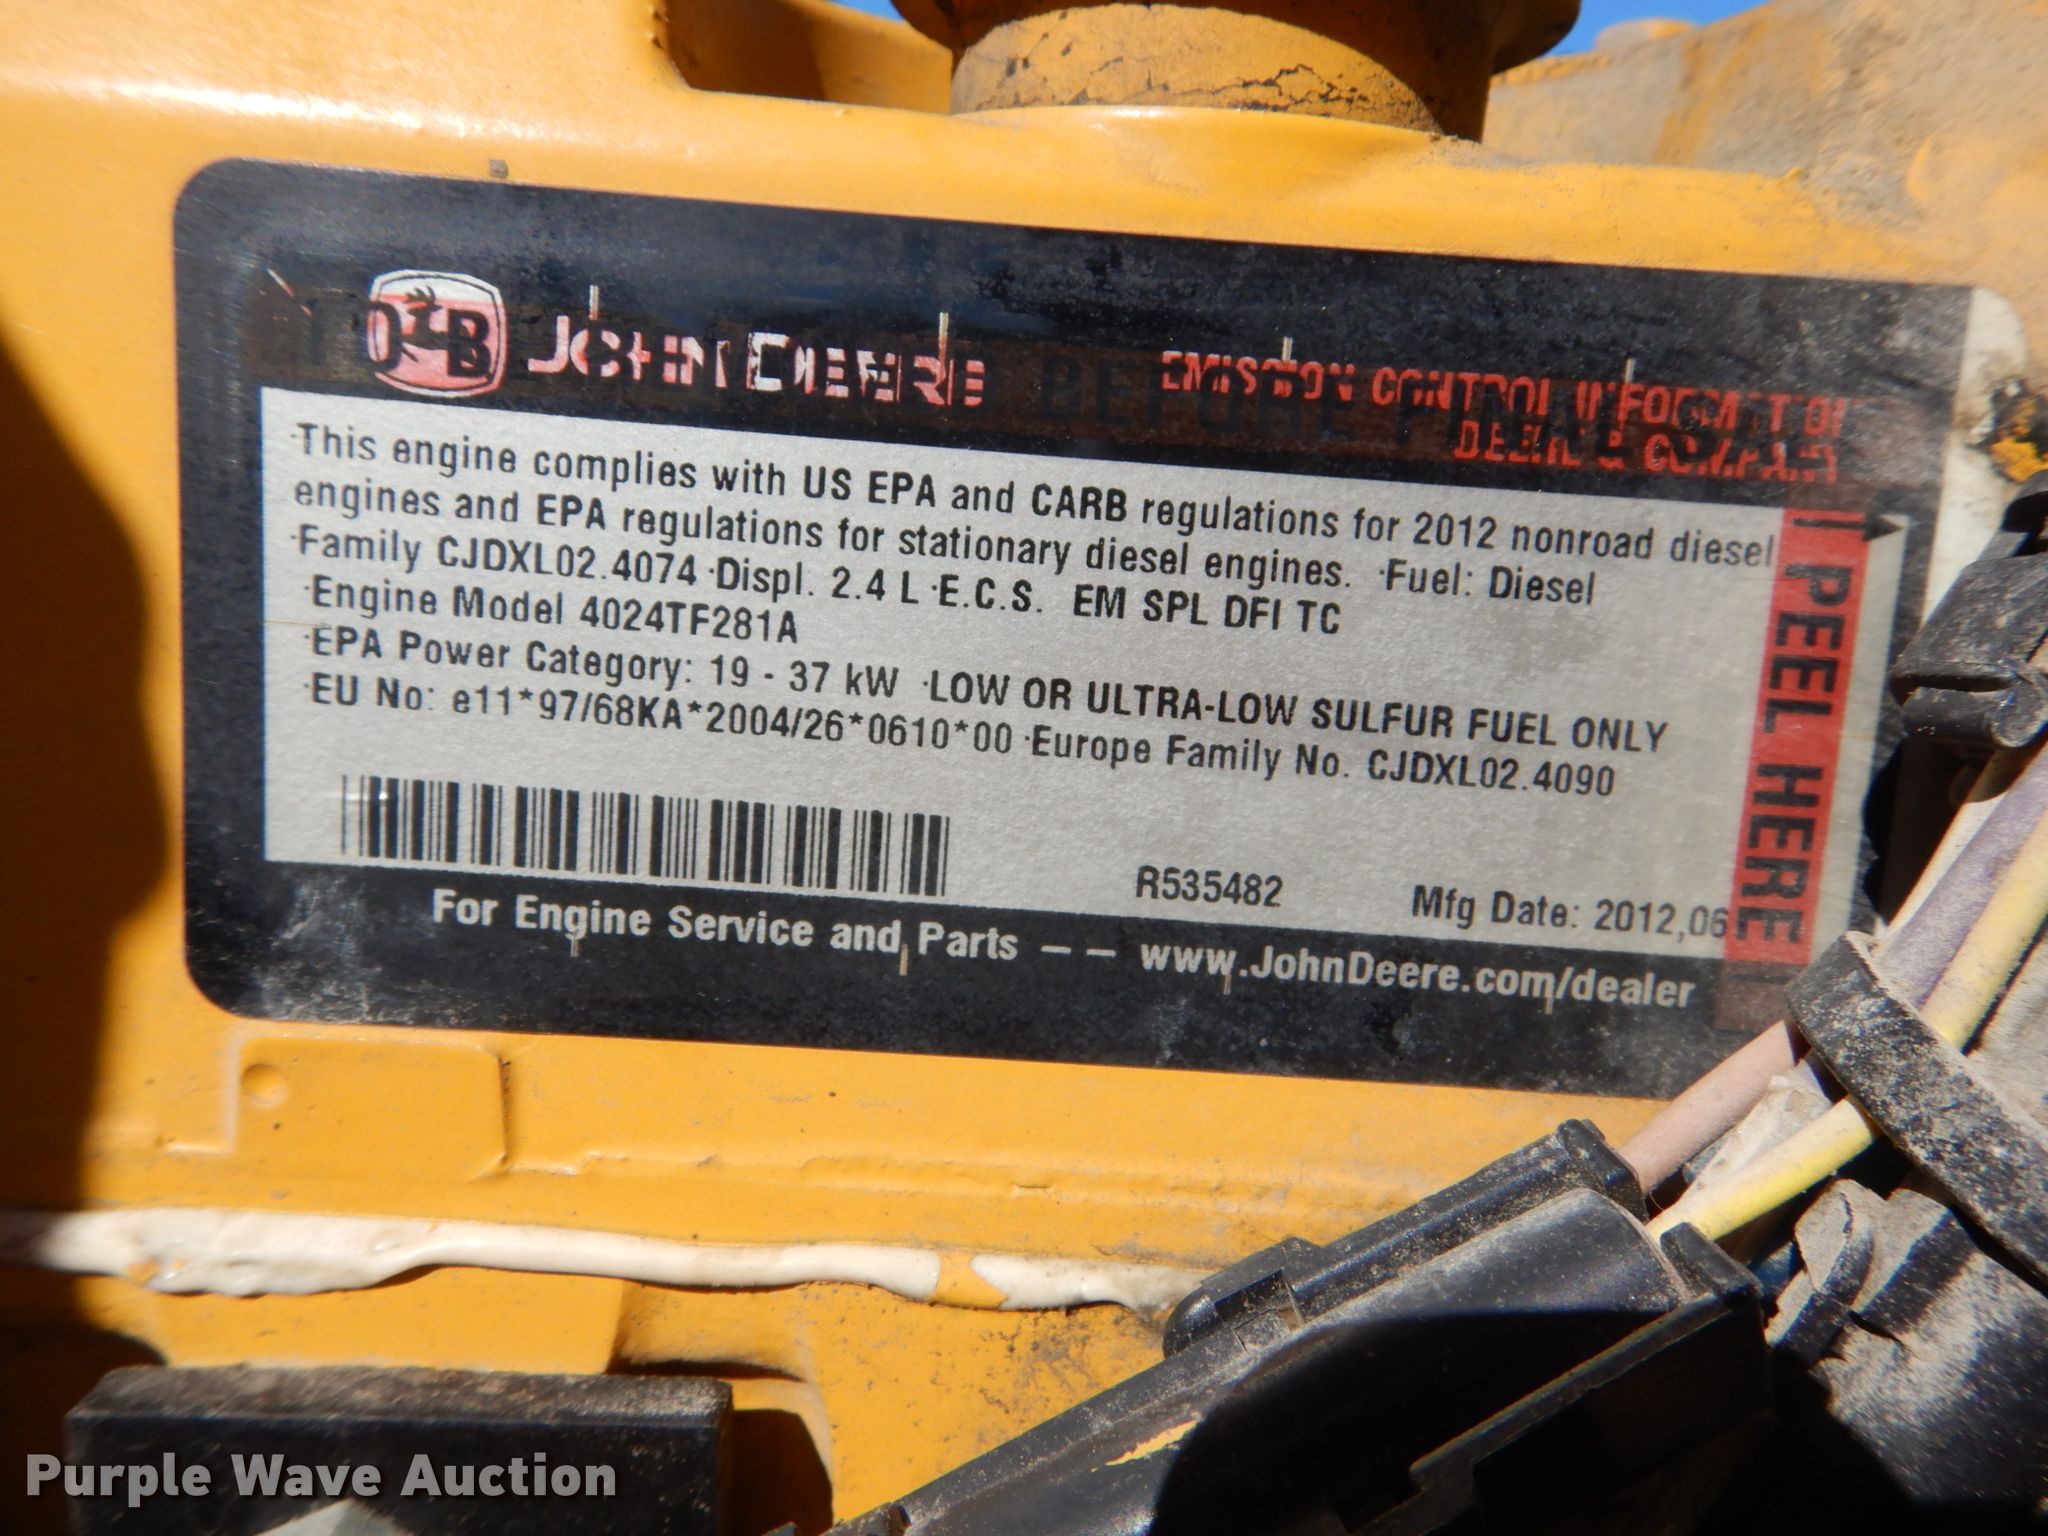 JOHN DEERE
EMISSION CONTROL INFORMATION
DEERE & COMPANY
·This engine complies with US EPA and CARB regulations for 2012 nonroad diesel
engines and EPA regulations for stationary diesel engines. ·Fuel: Diesel
·Family CJDXL02.4074 ·Displ. 2.4 L ·E.C.S. EM SPL DFI TC
·Engine Model 4024TF281A
·EPA Power Category: 19 - 37 kW ·LOW OR ULTRA-LOW SULFUR FUEL ONLY
·EU No: e11*97/68KA*2004/26*0610*00 ·Europe Family No. CJDXL02.4090
R535482 Mfg Date: 2012,06
For Engine Service and Parts – – www.JohnDeere.com/dealer
PEEL HERE
BEFORE
Purple Wave Auction